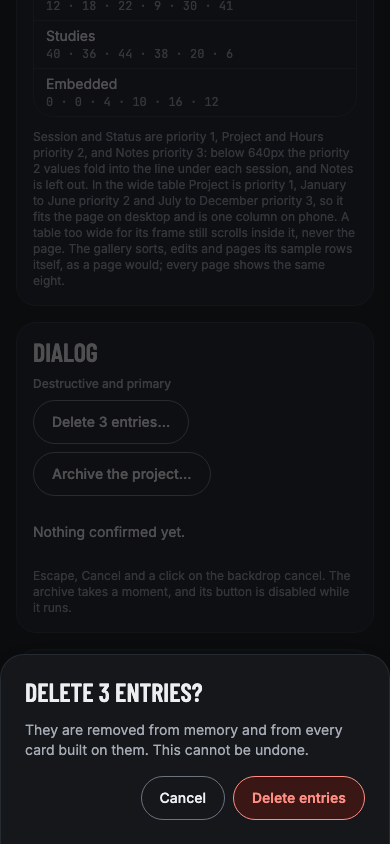 12 · 18 · 22 · 9 · 30 · 41
Studies
40 · 36 · 44 · 38 · 20 · 6
Embedded
0 · 0 · 4 · 10 · 16 · 12
Session and Status are priority 1, Project and Hours
priority 2, and Notes priority 3: below 640px the priority
2 values fold into the line under each session, and Notes
is left out. In the wide table Project is priority 1, January
to June priority 2 and July to December priority 3, so it
fits the page on desktop and is one column on phone. A
table too wide for its frame still scrolls inside it, never the
page. The gallery sorts, edits and pages its sample rows
itself, as a page would; every page shows the same
eight.
DIALOG
Destructive and primary
Delete 3 entries...
Archive the project...
Nothing confirmed yet.
Escape, Cancel and a click on the backdrop cancel. The
archive takes a moment, and its button is disabled while
it runs.
DELETE 3 ENTRIES?
They are removed from memory and from every
card built on them. This cannot be undone.
Cancel
Delete entries